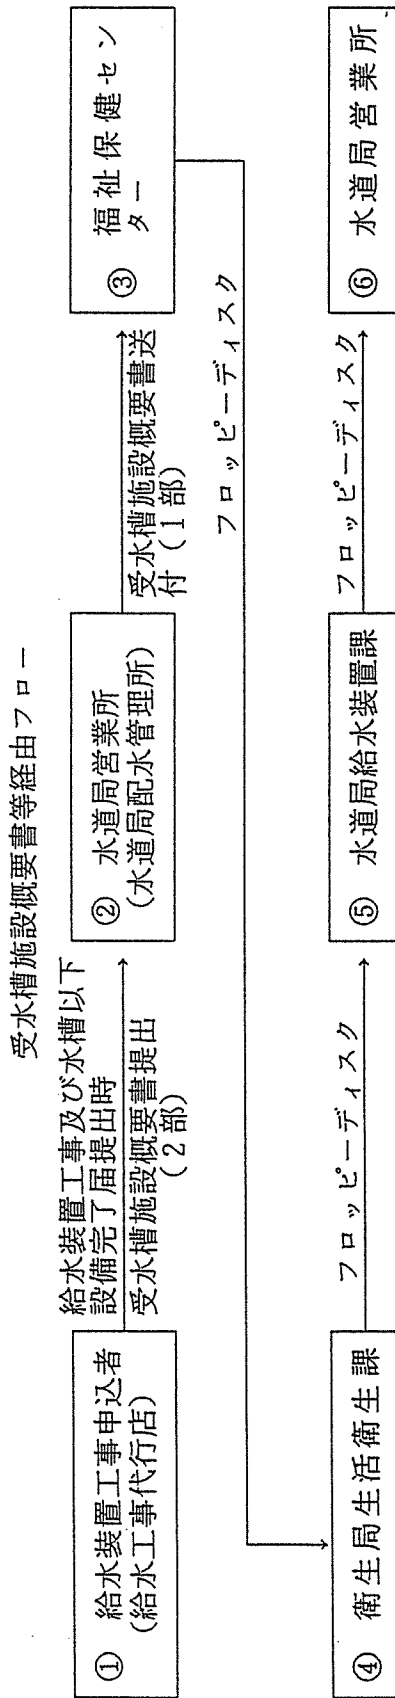 受水槽施設概要書等経由フロー
① 給水装置工事申込者
(給水工事代行店)
給水装置工事及び水槽以下
設備完了届提出時
受水槽施設概要書提出
(2部)
② 水道局営業所
(水道局配水管理所)
受水槽施設概要書送
付(1部)
③ 福祉保健セン
ター
フロッピーディスク
④ 衛生局生活衛生課
フロッピーディスク
⑤ 水道局給水装置課
フロッピーディスク
⑥ 水道局営業所